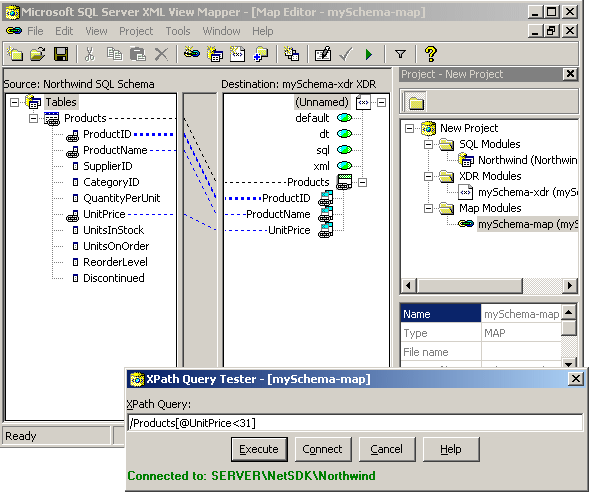 Microsoft SQL Server XML View Mapper - [Map Editor - mySchema-map]
File Edit View Project Tools Window Help
Source: Northwind SQL Schema
Destination: mySchema-xdr XDR
Tables
Products
ProductID
ProductName
SupplierID
CategoryID
QuantityPerUnit
UnitPrice
UnitsInStock
UnitsOnOrder
ReorderLevel
Discontinued
(Unnamed)
default
dt
sql
xml
Products
ProductID
ProductName
UnitPrice
Project - New Project
New Project
SQL Modules
Northwind (Northwin
XDR Modules
mySchema-xdr (myS
Map Modules
mySchema-map (myS
Name mySchema-map
Type MAP
File name
Ready
XPath Query Tester - [mySchema-map]
XPath Query:
/Products[@UnitPrice<31]
Execute Connect Cancel Help
Connected to: SERVER\NetSDK\Northwind